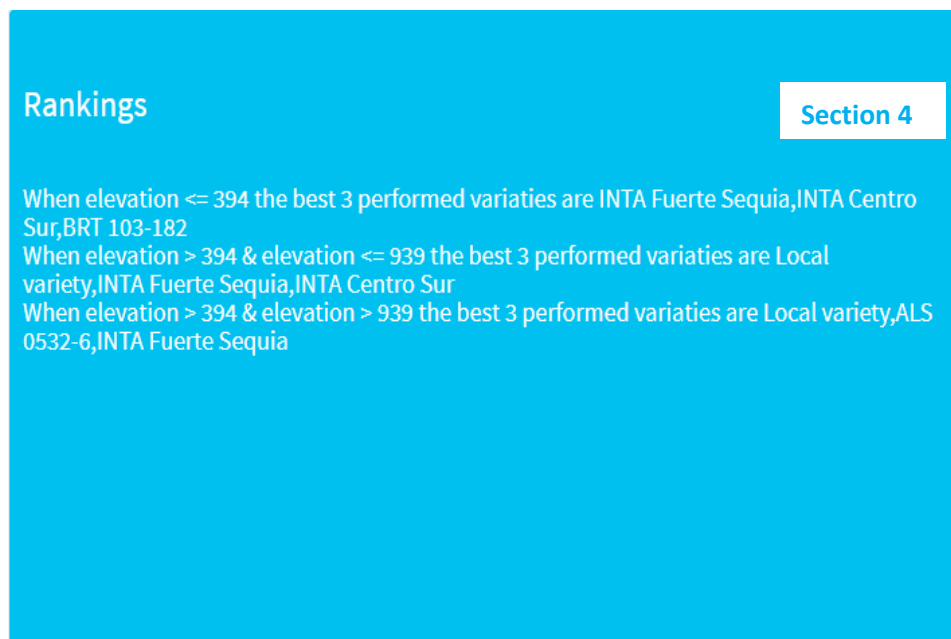 Rankings
Section 4
When elevation <= 394 the best 3 performed variaties are INTA Fuerte Sequia,INTA Centro
Sur,BRT 103-182
When elevation > 394 & elevation <= 939 the best 3 performed variaties are Local
variety,INTA Fuerte Sequia,INTA Centro Sur
When elevation > 394 & elevation > 939 the best 3 performed variaties are Local variety,ALS
0532-6,INTA Fuerte Sequia